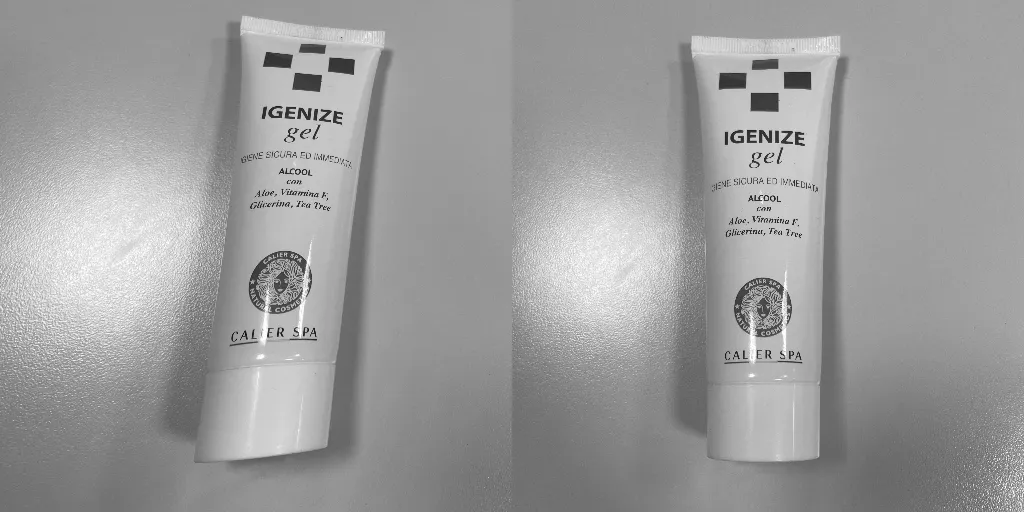 IGENIZE
gel
IGIENE SICURA ED IMMEDIATA
ALCOOL
con
Aloe, Vitamina F,
Glicerina, Tea Tree
CALIER SPA
NATURAL COSMETICS
CALIER SPA
IGENIZE
gel
IGIENE SICURA ED IMMEDIATA
ALCOOL
con
Aloe, Vitamina F,
Glicerina, Tea Tree
CALIER SPA
NATURAL COSMETICS
CALIER SPA